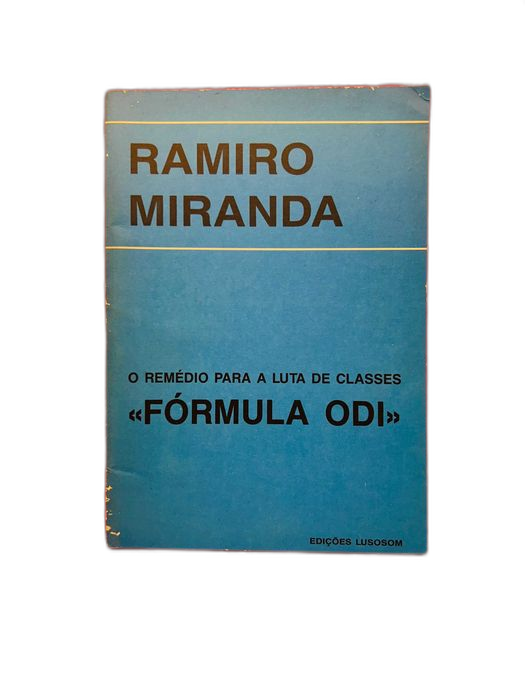 RAMIRO
MIRANDA
O REMÉDIO PARA A LUTA DE CLASSES
«FÓRMULA ODI»
EDIÇÕES LUSOSOM